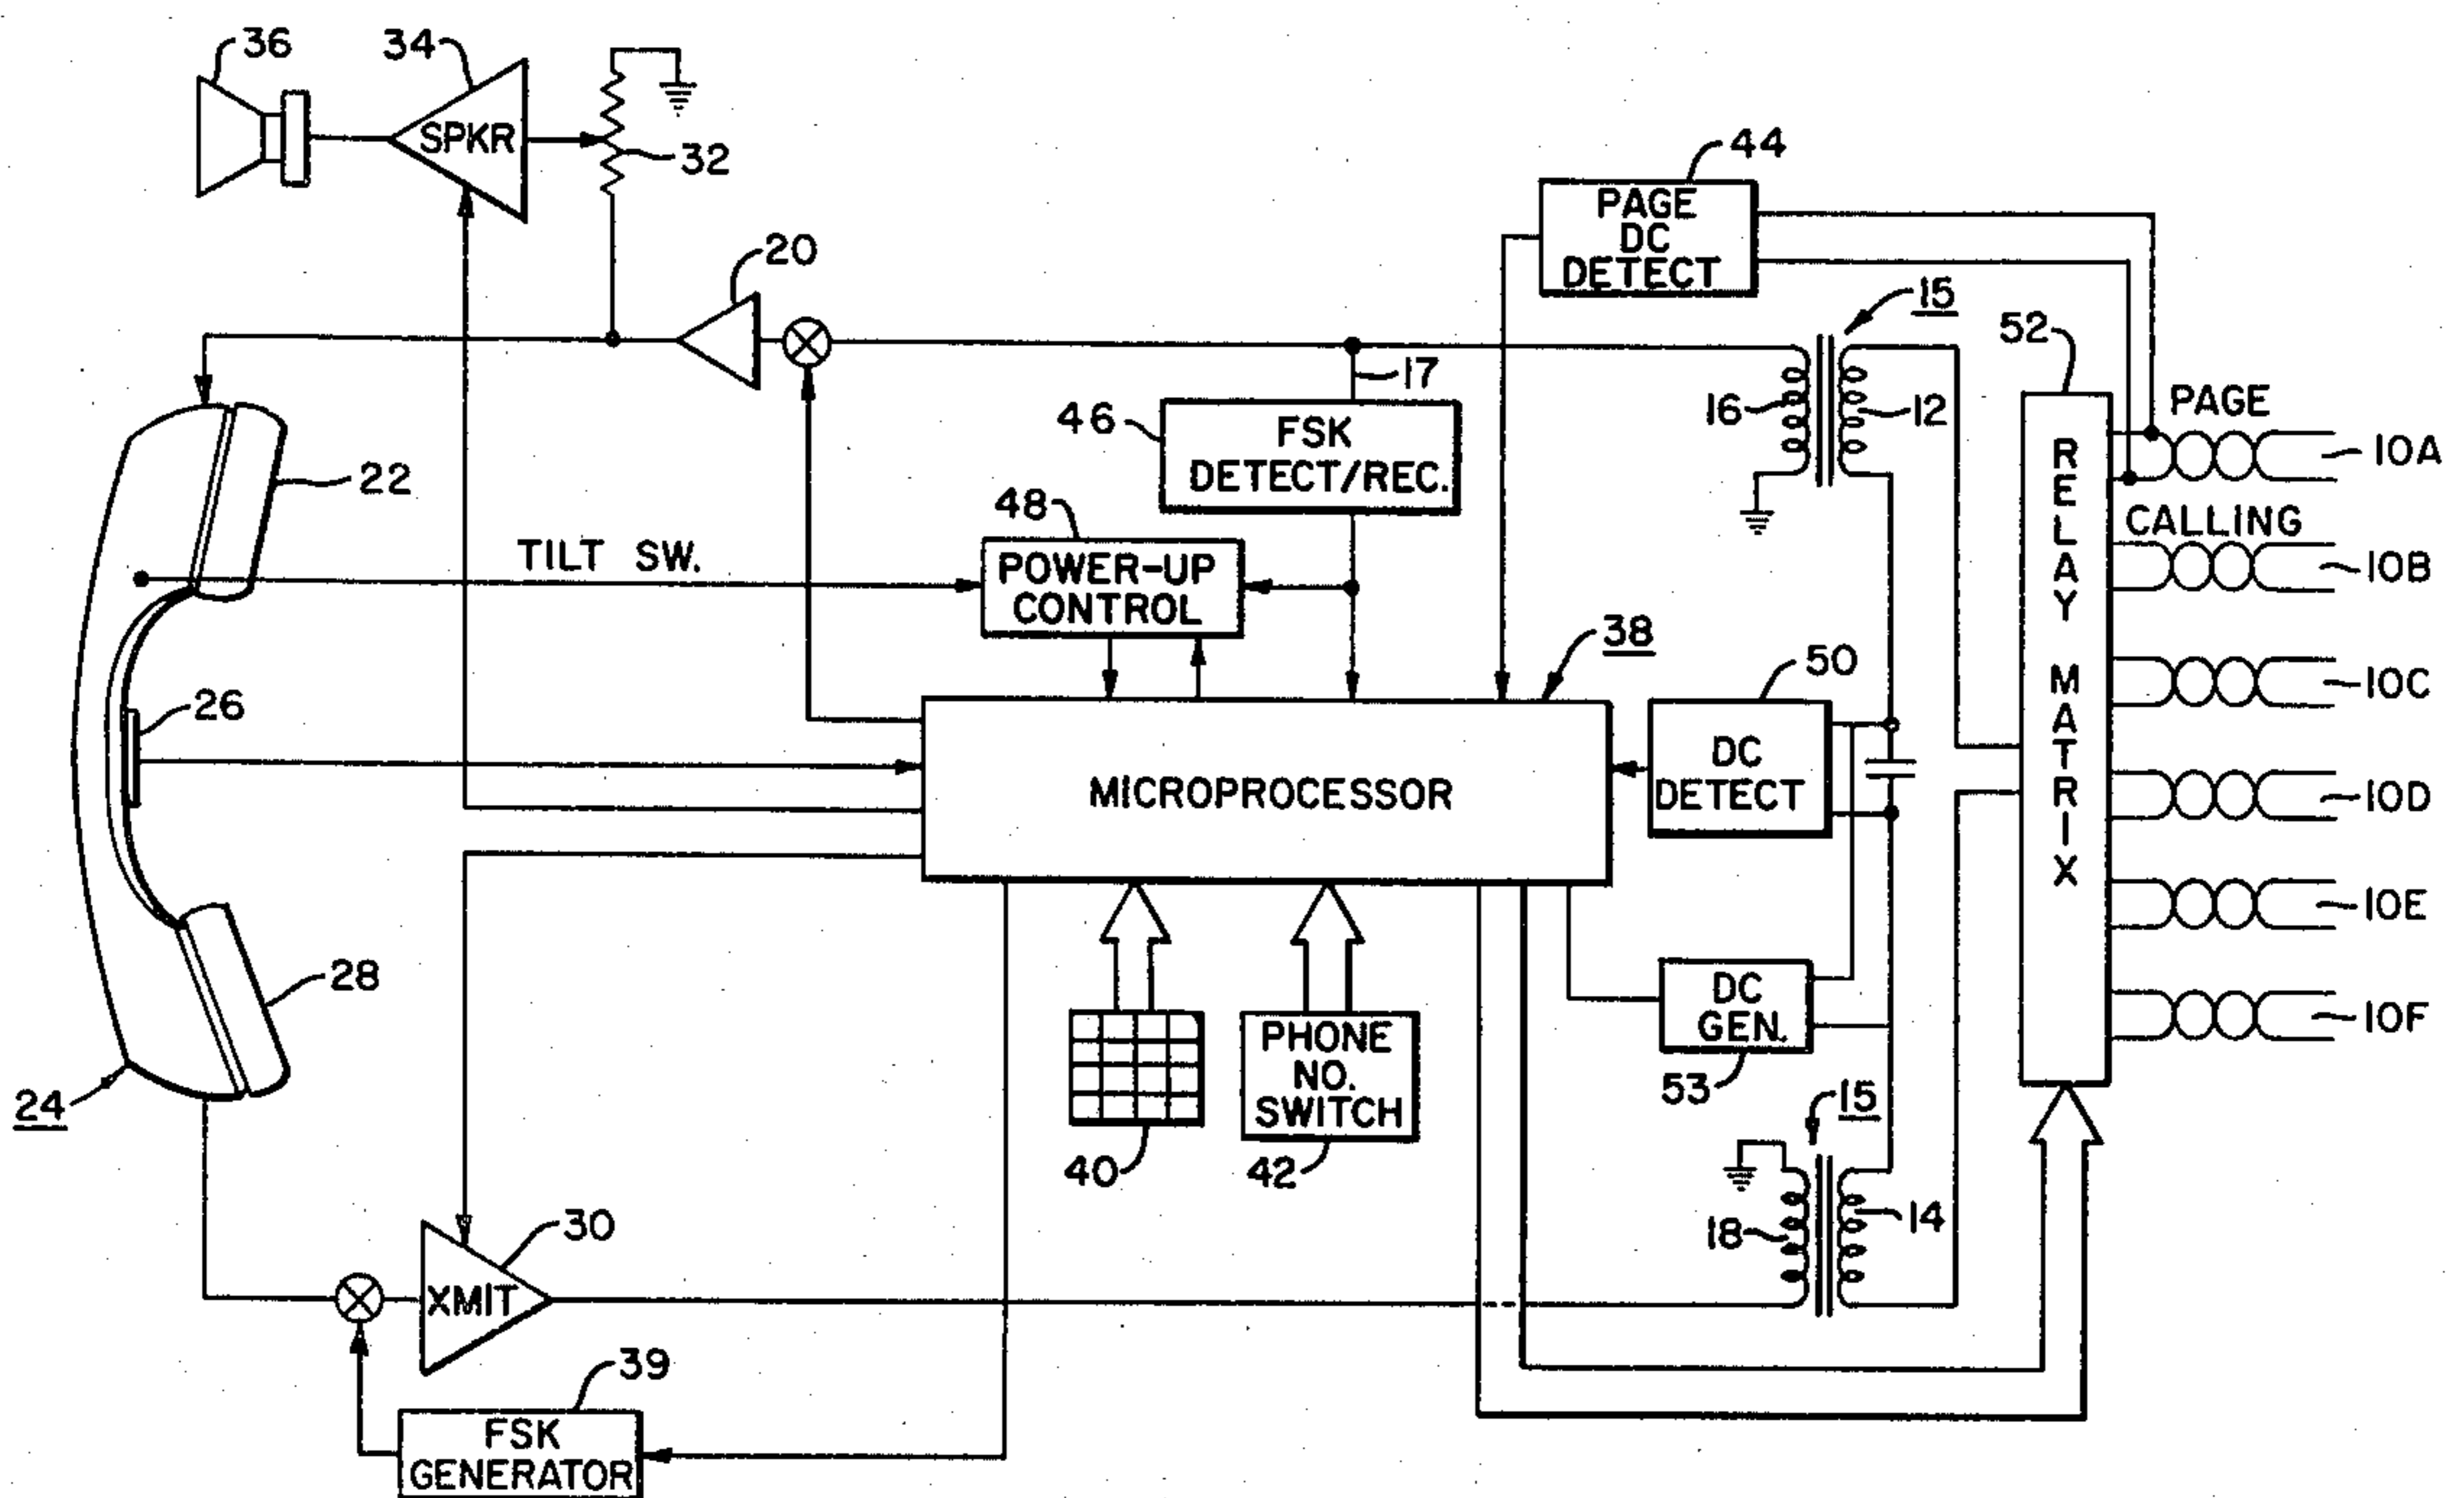 36
34
SPKR
32
20
44
PAGE
DC
DETECT
15
52
17
16
12
PAGE
10A
46
FSK
DETECT/REC.
22
48
TILT SW.
POWER-UP
CONTROL
CALLING
10B
RELAY MATRIX
38
50
10C
26
MICROPROCESSOR
DC
DETECT
10D
10E
28
DC
GEN.
53
10F
24
40
PHONE
NO.
SWITCH
42
15
18
14
30
XMIT
39
FSK
GENERATOR